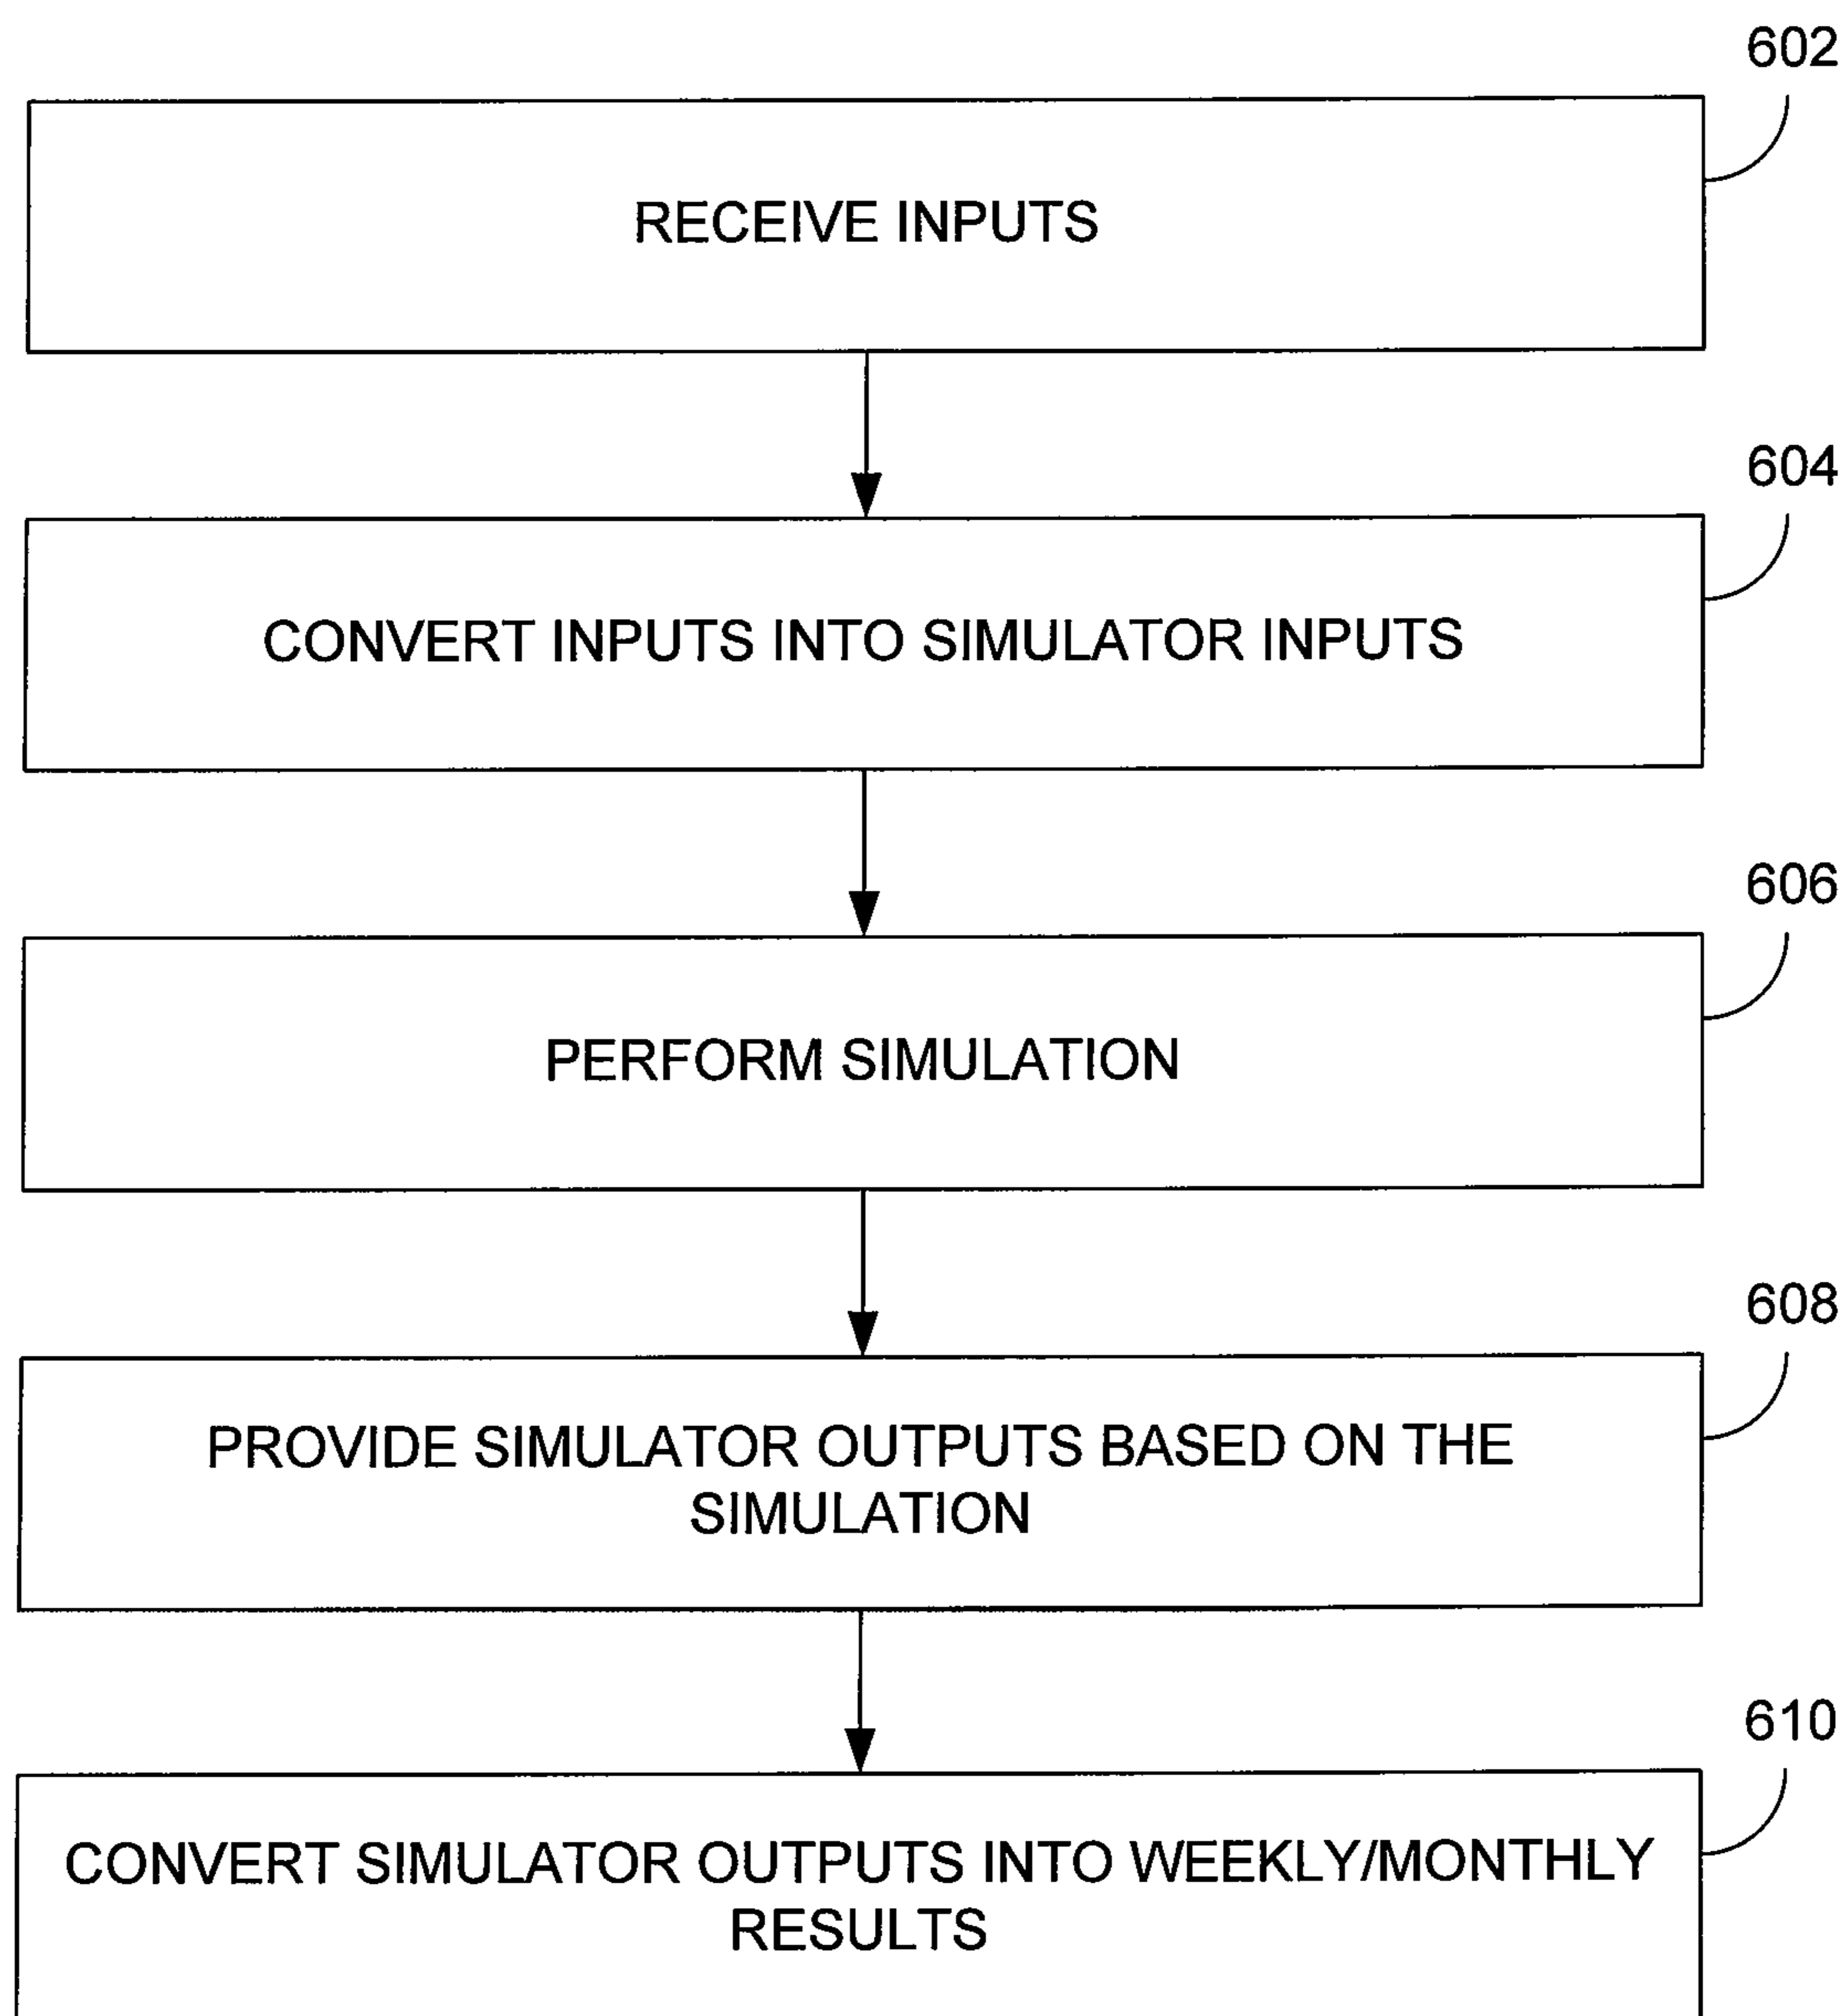 602
RECEIVE INPUTS
604
CONVERT INPUTS INTO SIMULATOR INPUTS
606
PERFORM SIMULATION
608
PROVIDE SIMULATOR OUTPUTS BASED ON THE
SIMULATION
610
CONVERT SIMULATOR OUTPUTS INTO WEEKLY/MONTHLY
RESULTS